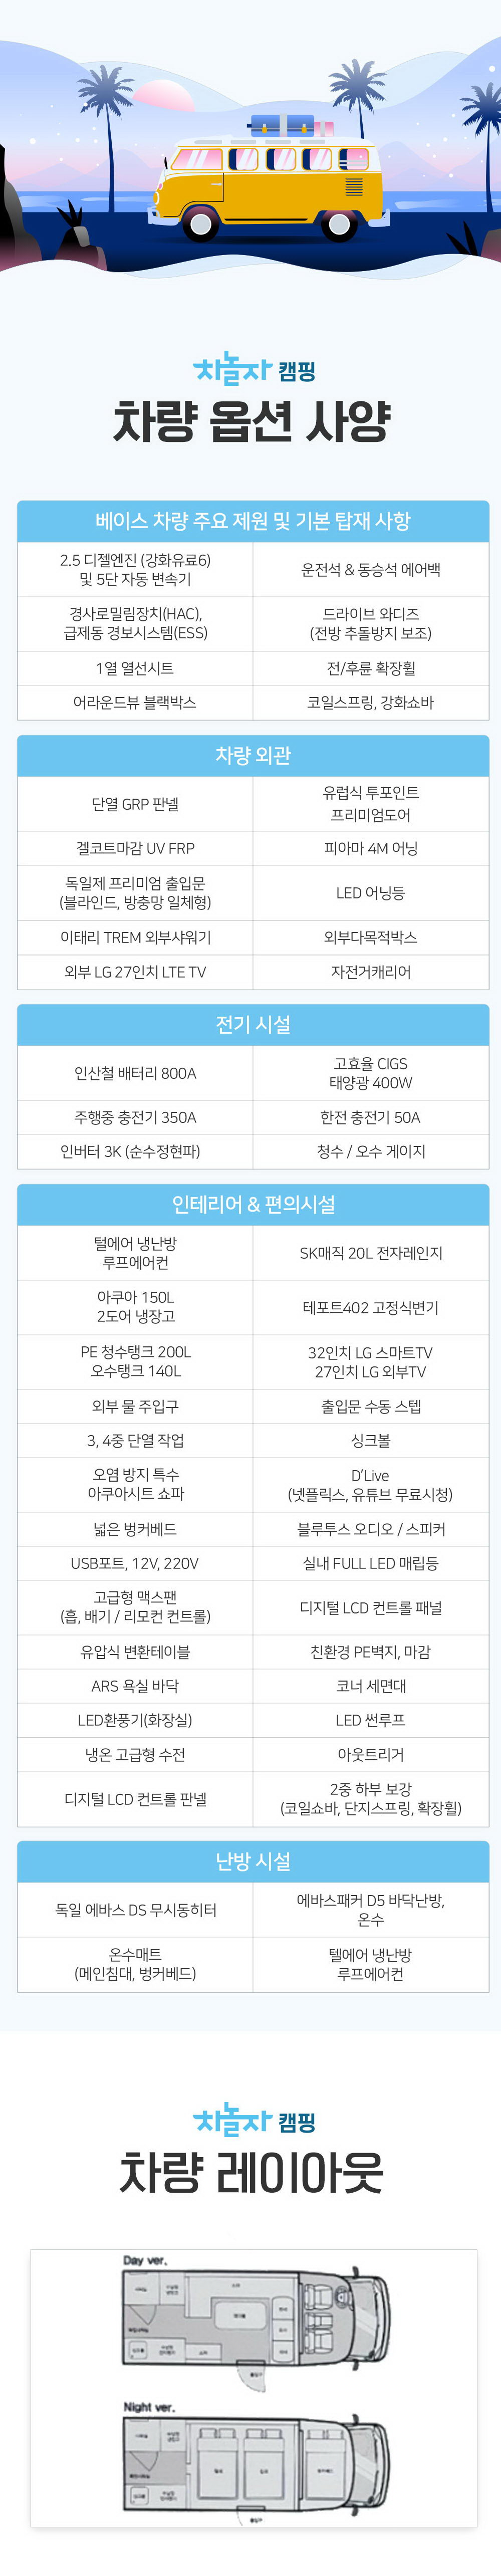 차놀자 캠핑
차량 옵션 사양
베이스 차량 주요 제원 및 기본 탑재 사항
2.5 디젤엔진 (강화유료6)
및 5단 자동 변속기
운전석 & 동승석 에어백
경사로밀림장치(HAC),
급제동 경보시스템(ESS)
드라이브 와디즈
(전방 추돌방지 보조)
1열 열선시트
전/후륜 확장휠
어라운드뷰 블랙박스
코일스프링, 강화쇼바
차량 외관
단열 GRP 판넬
유럽식 투포인트
프리미엄도어
겔코트마감 UV FRP
피아마 4M 어닝
독일제 프리미엄 출입문
(블라인드, 방충망 일체형)
LED 어닝등
이태리 TREM 외부샤워기
외부다목적박스
외부 LG 27인치 LTE TV
자전거캐리어
전기 시설
인산철 배터리 800A
고효율 CIGS
태양광 400W
주행중 충전기 350A
한전 충전기 50A
인버터 3K (순수정현파)
청수 / 오수 게이지
인테리어 & 편의시설
텔에어 냉난방
루프에어컨
SK매직 20L 전자레인지
아쿠아 150L
2도어 냉장고
테포트402 고정식변기
PE 청수탱크 200L
오수탱크 140L
32인치 LG 스마트TV
27인치 LG 외부TV
외부 물 주입구
출입문 수동 스텝
3, 4중 단열 작업
싱크볼
오염 방지 특수
아쿠아시트 쇼파
D'Live
(넷플릭스, 유튜브 무료시청)
넓은 벙커베드
블루투스 오디오 / 스피커
USB포트, 12V, 220V
실내 FULL LED 매립등
고급형 맥스팬
(흡, 배기 / 리모컨 컨트롤)
디지털 LCD 컨트롤 패널
유압식 변환테이블
친환경 PE벽지, 마감
ARS 욕실 바닥
코너 세면대
LED환풍기(화장실)
LED 썬루프
냉온 고급형 수전
아웃트리거
디지털 LCD 컨트롤 판넬
2중 하부 보강
(코일쇼바, 단지스프링, 확장휠)
난방 시설
독일 에바스 DS 무시동히터
에바스패커 D5 바닥난방,
온수
온수매트
(메인침대, 벙커베드)
텔에어 냉난방
루프에어컨
차놀자 캠핑
차량 레이아웃
Day ver.
Night ver.